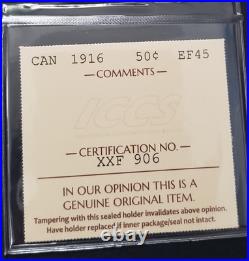 CAN 1916 50¢ EF45
— COMMENTS —
ICCS
— CERTIFICATION NO. —
XXF 906
IN OUR OPINION THIS IS A
GENUINE ORIGINAL ITEM.
Tampering with this sealed holder invalidates above opinion.
Have holder replaced if inner package/seal not intact.